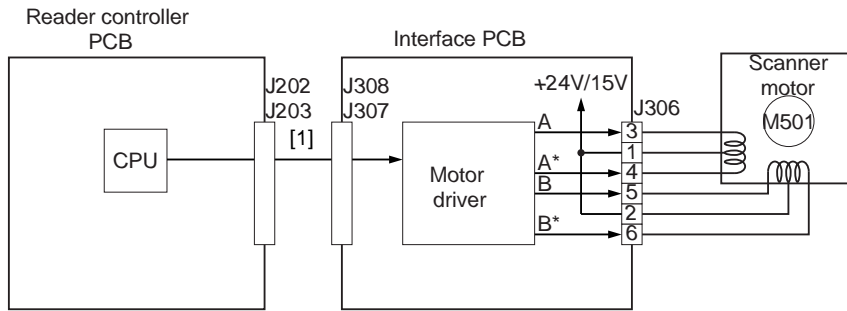 Reader controller
PCB
Interface PCB
Scanner
motor
M501
+24V/15V
J202
J203
[1]
J308
J307
J306
CPU
Motor
driver
A
A*
B
B*
3
1
4
5
2
6